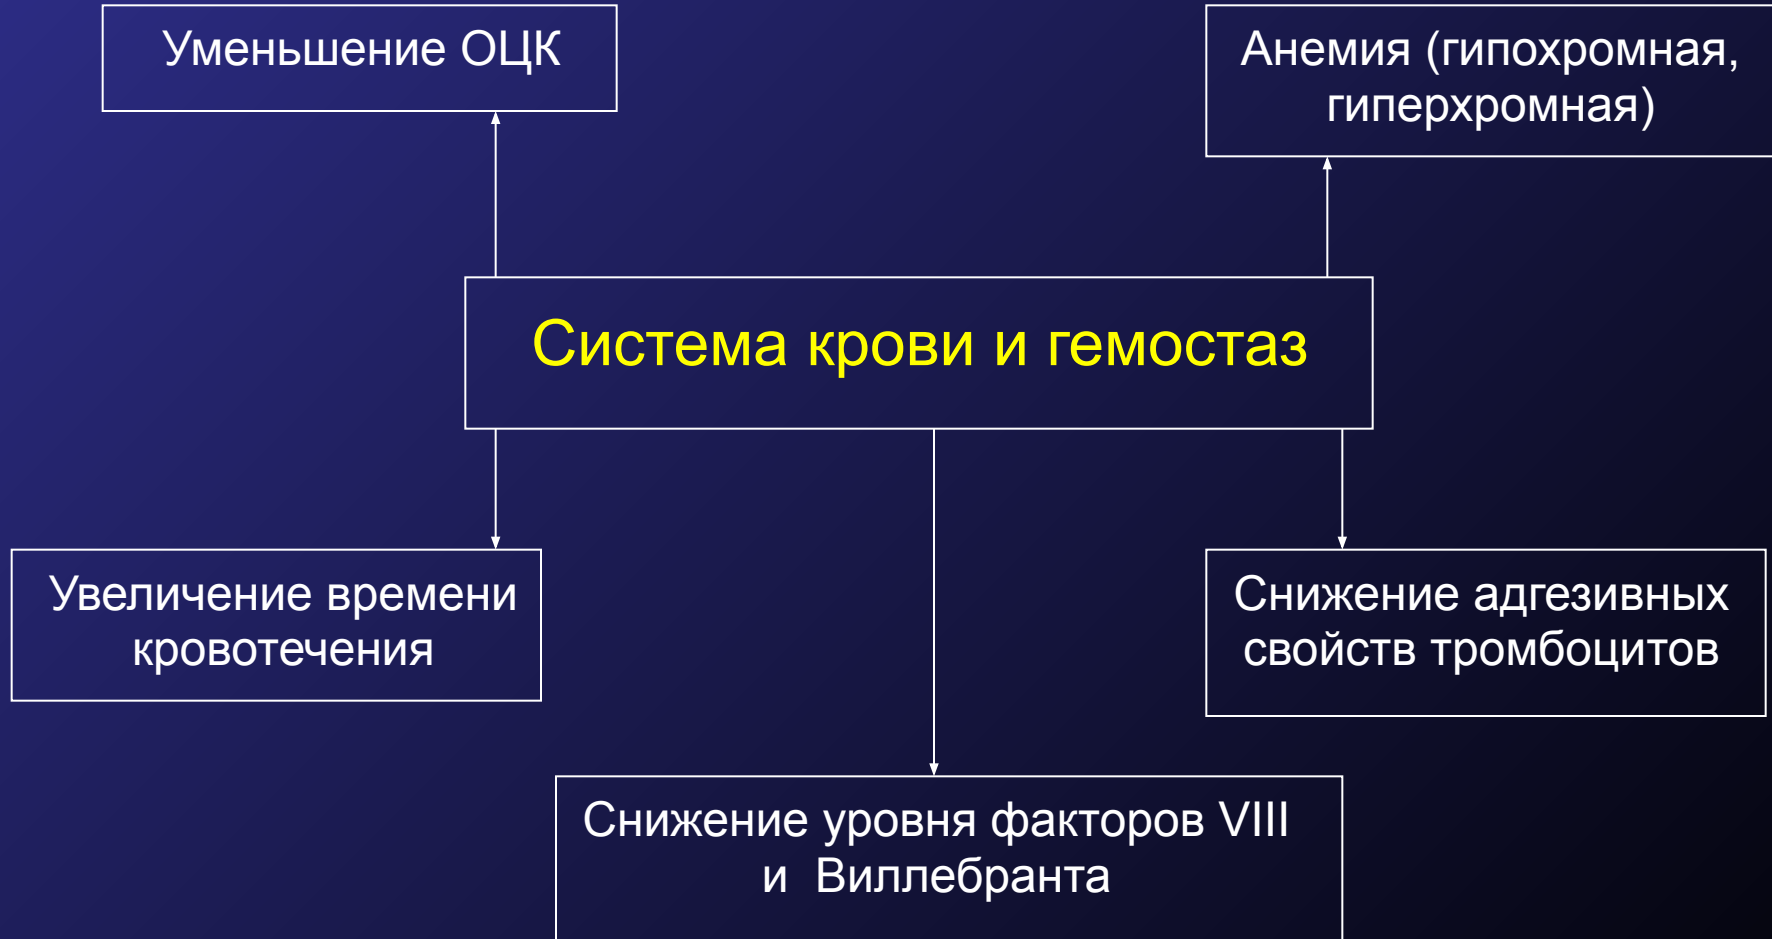 Уменьшение ОЦК
Анемия (гипохромная,
гиперхромная)
Система крови и гемостаз
Увеличение времени
кровотечения
Снижение адгезивных
свойств тромбоцитов
Снижение уровня факторов VIII
и Виллебранта